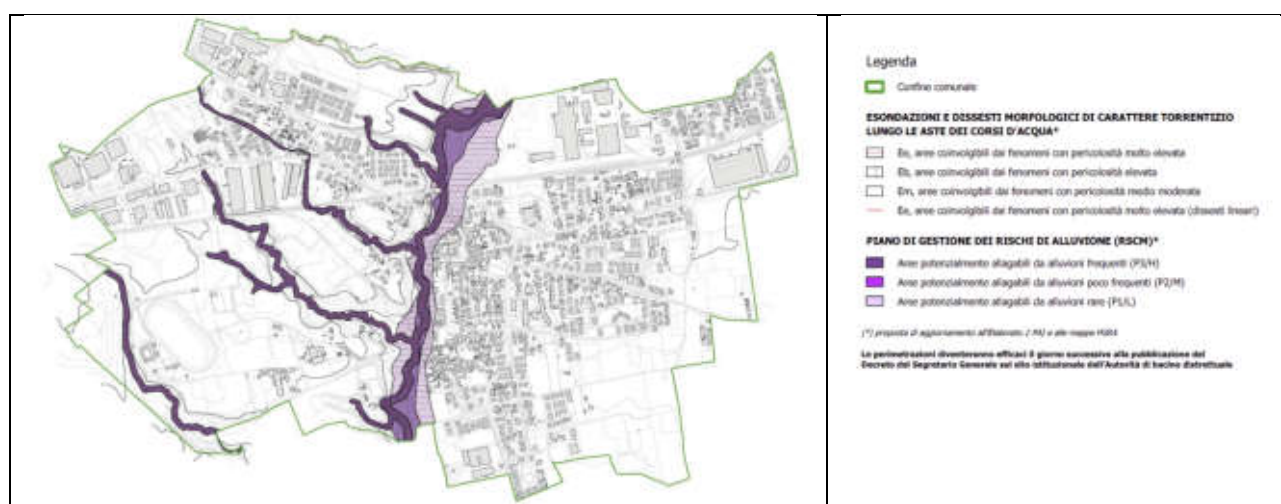 Legenda
Confine comunale
ESONDAZIONI E DISSESTI MORFOLOGICI DI CARATTERE TORRENTIZIO
LUNGO LE ASTE DEI CORSI D'ACQUA*
Ee, aree coinvolgibili dai fenomeni con pericolosità molto elevata
Eb, aree coinvolgibili dai fenomeni con pericolosità elevata
Em, aree coinvolgibili dai fenomeni con pericolosità media moderata
Ee, aree coinvolgibili dai fenomeni con pericolosità molto elevata (dissesti lineari)
PIANO DI GESTIONE DEI RISCHI DI ALLUVIONE (RSCM)*
Aree potenzialmente allagabili da alluvioni frequenti (P3/H)
Aree potenzialmente allagabili da alluvioni poco frequenti (P2/M)
Aree potenzialmente allagabili da alluvioni rare (P1/L)
(*) proposta di aggiornamento all'Elaborato 2 PAI e alle mappe PGRA
Le perimetrazioni diventeranno efficaci il giorno successivo alla pubblicazione del
Decreto del Segretario Generale sul sito istituzionale dell'Autorità di bacino distrettuale